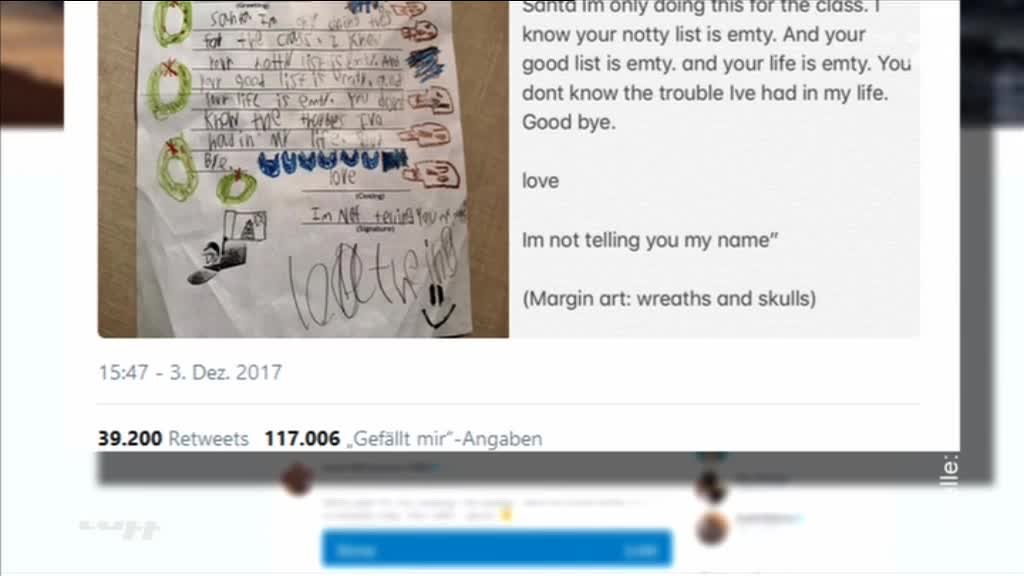 (Greeting)
Santa Im only doing this
for the class. I know
your notty list is emty. And
your good list is emty. and
your life is emty. You dont
know the troubles Ive
had in my life. Good
Bye.
love
(Closing)
Im Not telling you my name
(Signature)
Santa Im only doing this for the class. I
know your notty list is emty. And your
good list is emty. and your life is emty. You
dont know the trouble Ive had in my life.
Good bye.
love
Im not telling you my name”
(Margin art: wreaths and skulls)
15:47 - 3. Dez. 2017
39.200 Retweets 117.006 „Gefällt mir“-Angaben
lle: